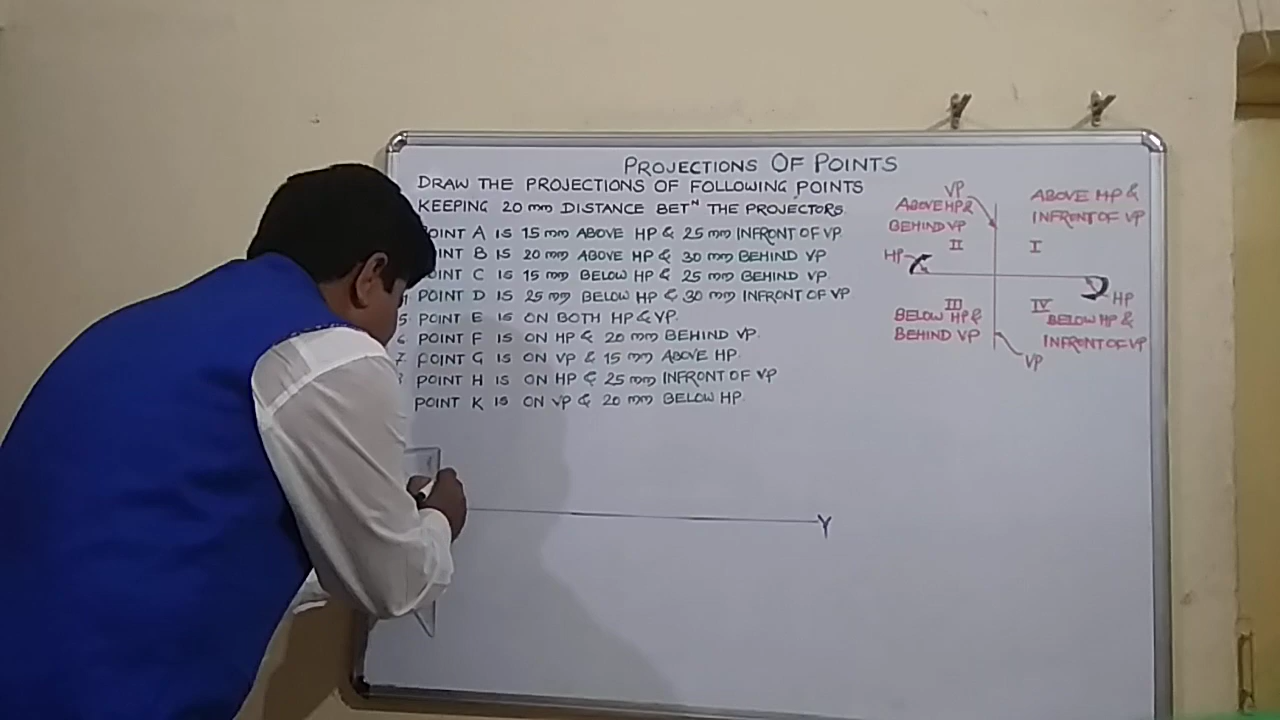 PROJECTIONS OF POINTS
DRAW THE PROJECTIONS OF FOLLOWING POINTS
KEEPING 20 mm DISTANCE BETᴺ THE PROJECTORS.
POINT A IS 15 mm ABOVE HP & 25 mm INFRONT OF VP.
POINT B IS 20 mm ABOVE HP & 30 mm BEHIND VP
POINT C IS 15 mm BELOW HP & 25 mm BEHIND VP.
POINT D IS 25 mm BELOW HP & 30 mm INFRONT OF VP
5 POINT E IS ON BOTH HP & VP.
6 POINT F IS ON HP & 20 mm BEHIND VP.
7 POINT G IS ON VP & 15 mm ABOVE HP.
POINT H IS ON HP & 25 mm INFRONT OF VP
POINT K IS ON VP & 20 mm BELOW HP.
Y
VP
ABOVE HP &
BEHIND VP
II
ABOVE HP &
INFRONT OF VP
I
HP
HP
III
BELOW HP &
BEHIND VP
IV
BELOW HP &
INFRONT OF VP
VP